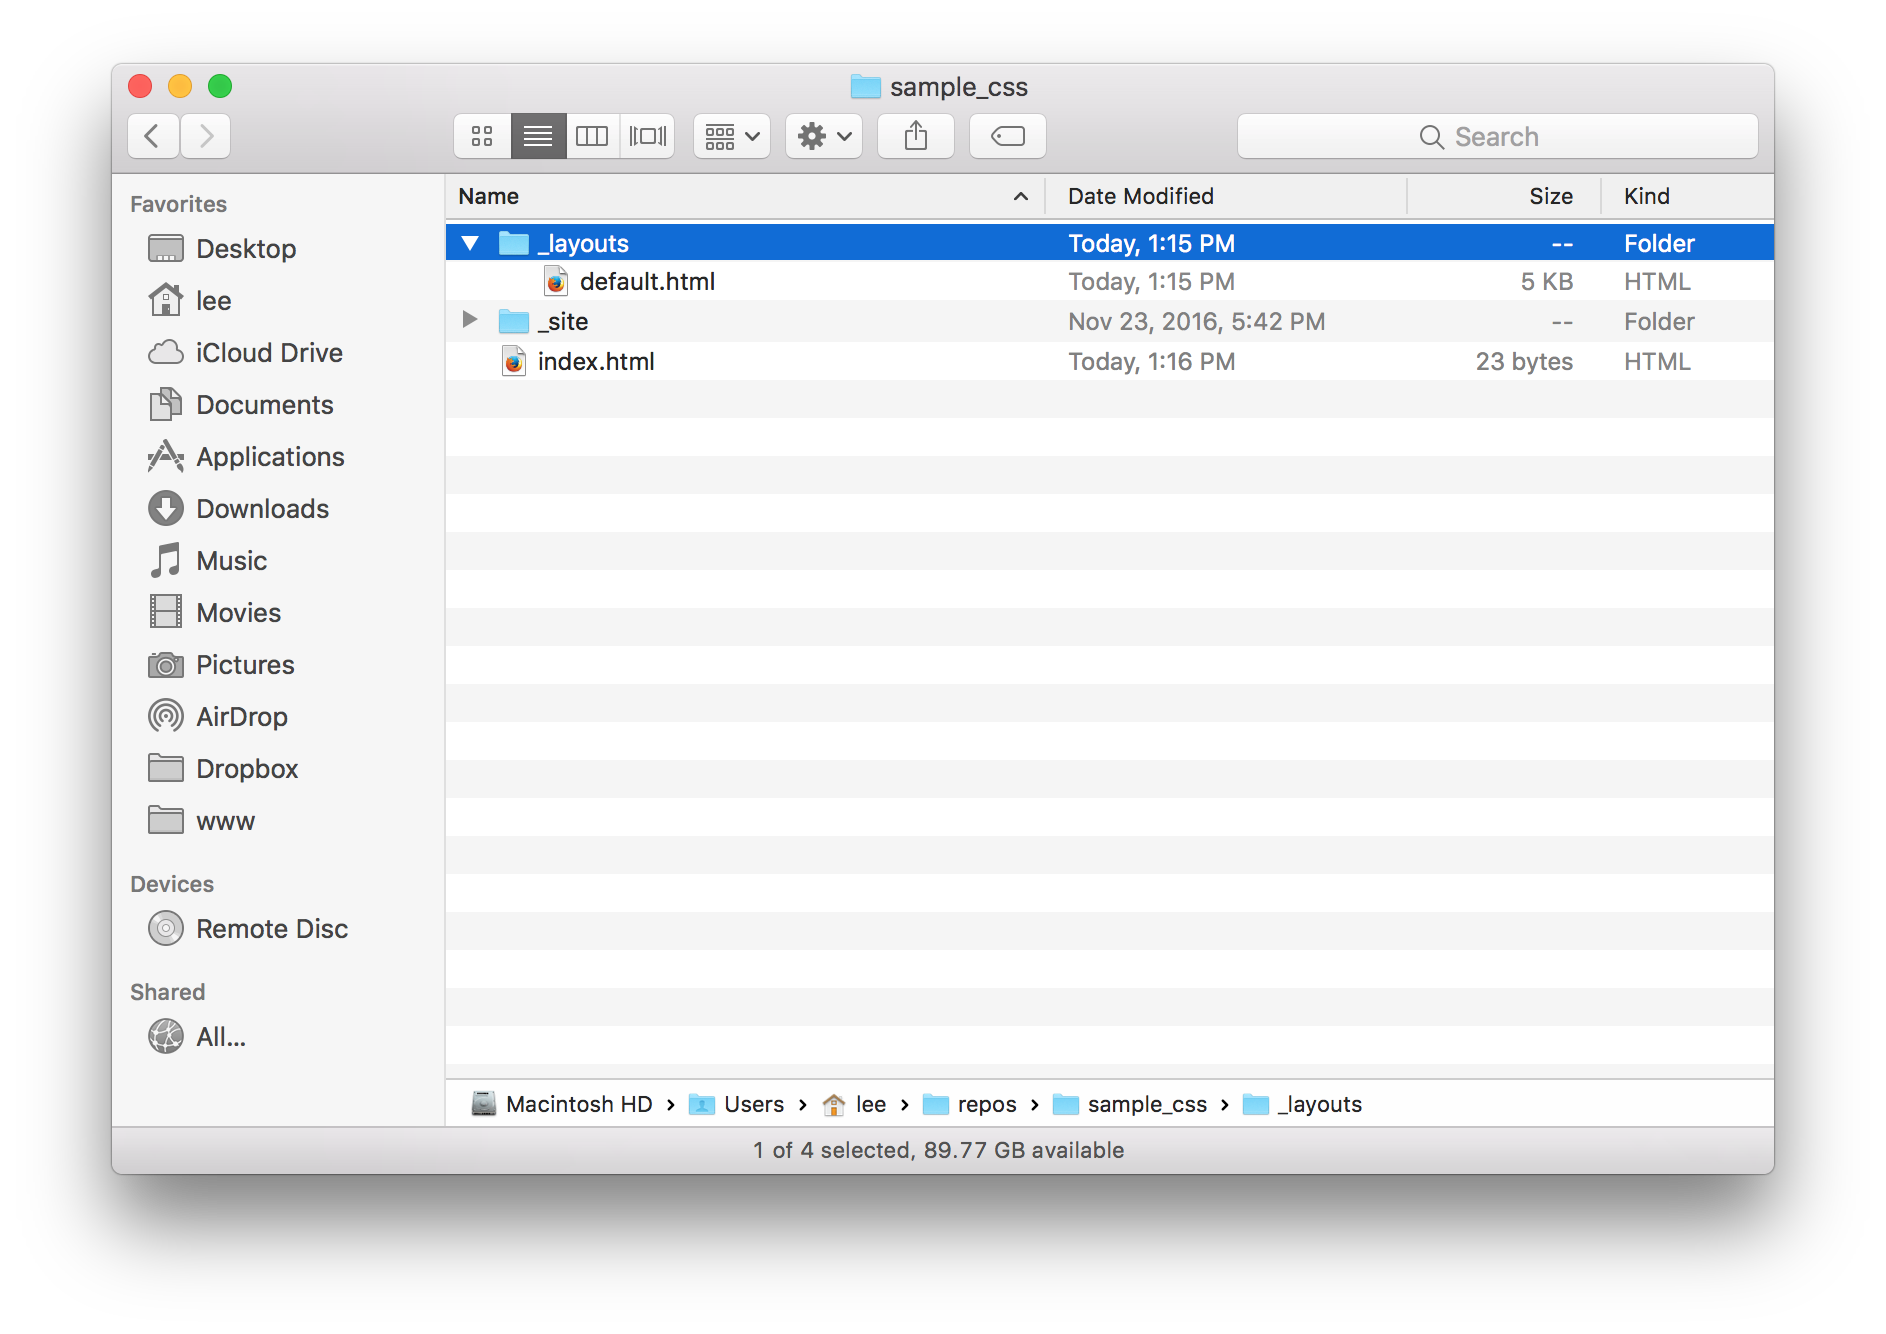 sample_css
Search
Favorites
Desktop
lee
iCloud Drive
Documents
Applications
Downloads
Music
Movies
Pictures
AirDrop
Dropbox
www
Devices
Remote Disc
Shared
All...
Name Date Modified Size Kind
_layouts Today, 1:15 PM -- Folder
default.html Today, 1:15 PM 5 KB HTML
_site Nov 23, 2016, 5:42 PM -- Folder
index.html Today, 1:16 PM 23 bytes HTML
Macintosh HD › Users › lee › repos › sample_css › _layouts
1 of 4 selected, 89.77 GB available